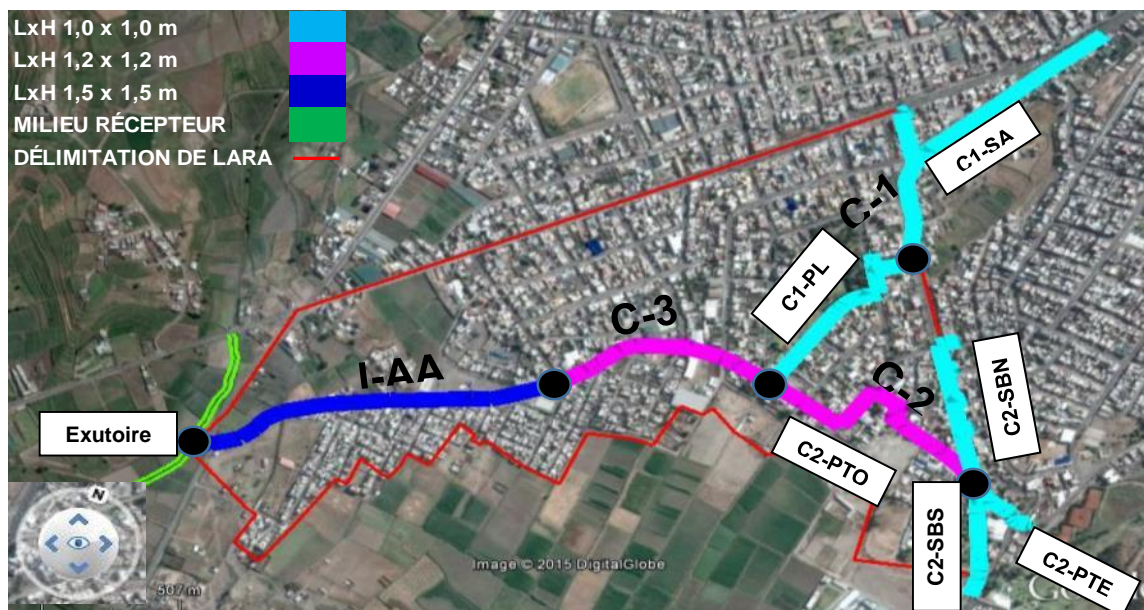 LxH 1,0 x 1,0 m
LxH 1,2 x 1,2 m
LxH 1,5 x 1,5 m
MILIEU RÉCEPTEUR
DÉLIMITATION DE LARA
C1-SA
C-1
C1-PL
C-3
I-AA
C-2
C2-SBN
Exutoire
C2-PTO
C2-SBS
C2-PTE
N
Image © 2015 DigitalGlobe
507 m